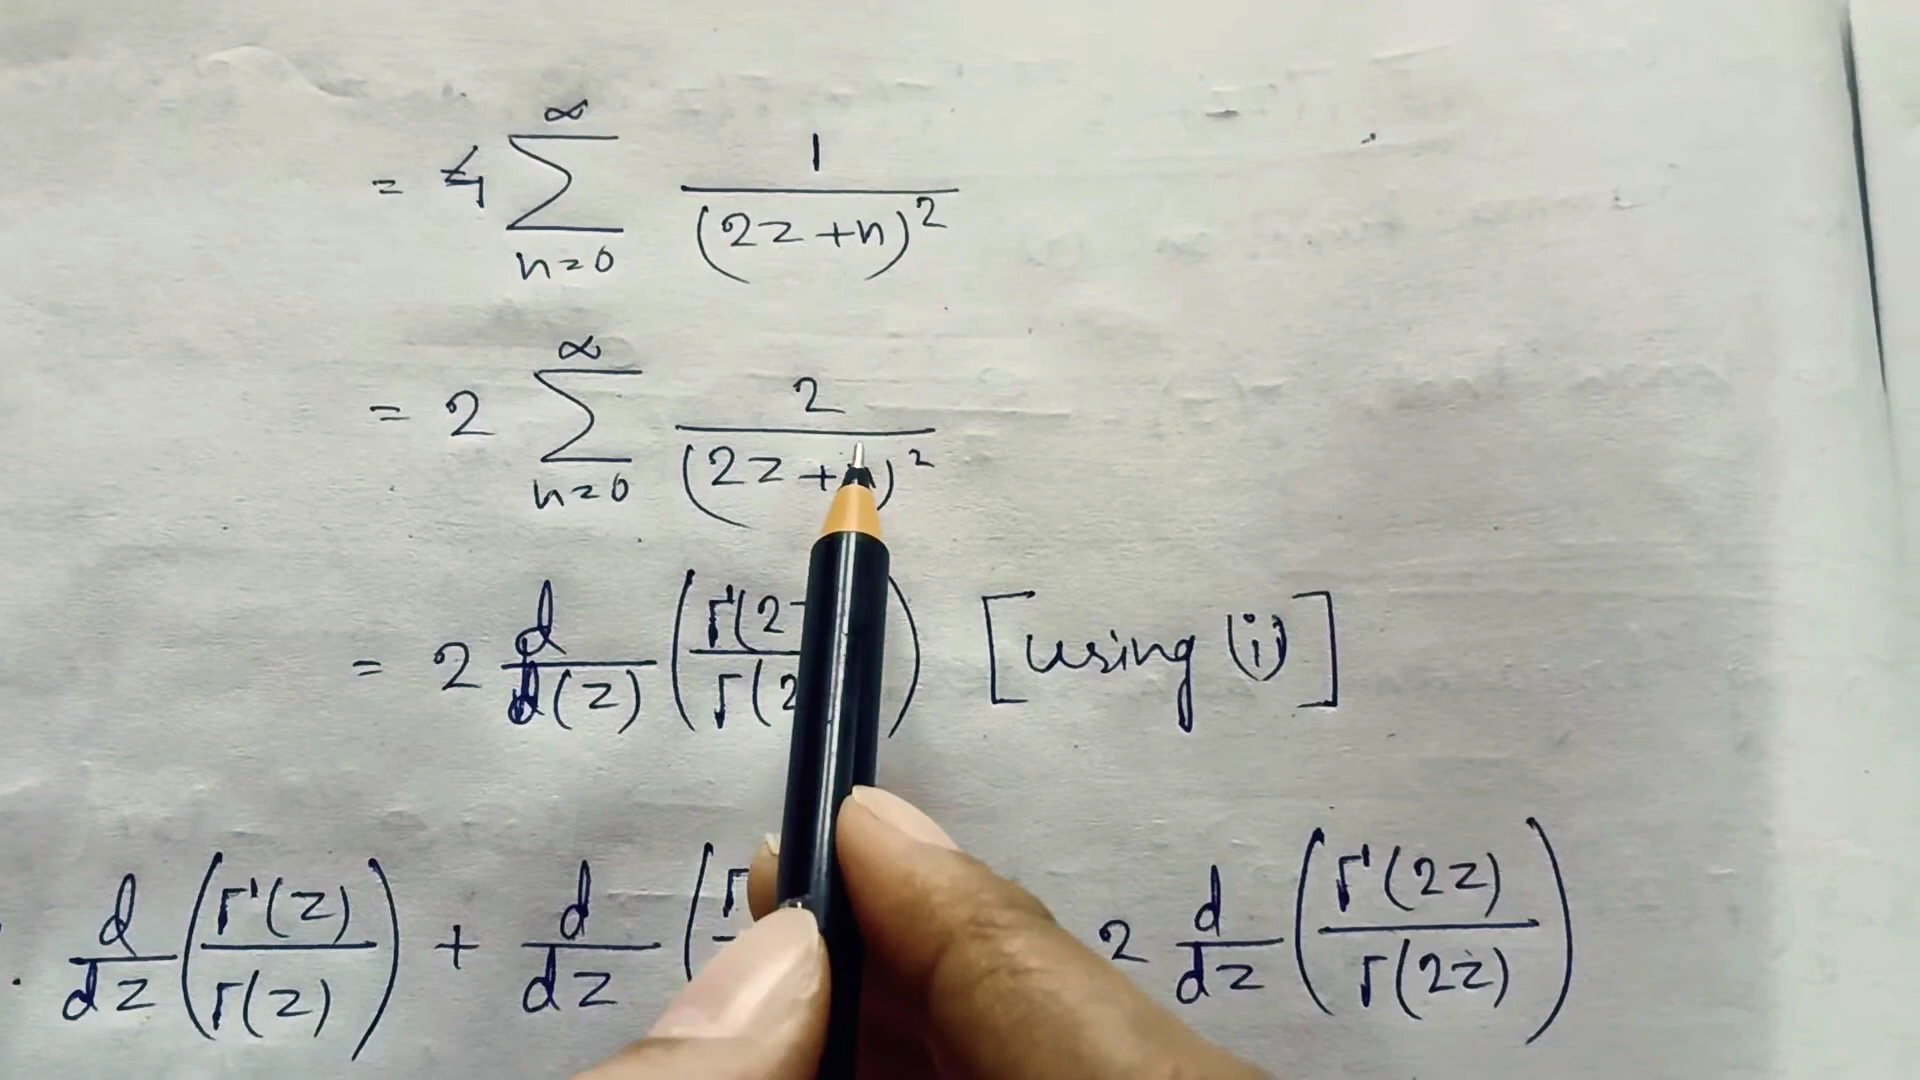 = 4 ∑_{n=0}^{∞} 1/(2z+n)^2
= 2 ∑_{n=0}^{∞} 2/(2z+n)^2
= 2 d/d(z) (Γ'(2 / Γ(2 ) [using (i)]
d/dz (Γ'(z)/Γ(z)) + d/dz (Γ 2 d/dz (Γ'(2z)/Γ(2z))